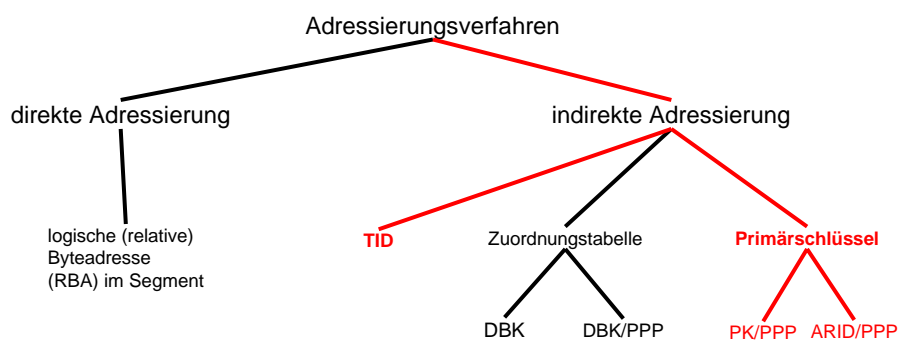 Adressierungsverfahren
direkte Adressierung
indirekte Adressierung
logische (relative)
Byteadresse
(RBA) im Segment
TID
Zuordnungstabelle
Primärschlüssel
DBK
DBK/PPP
PK/PPP
ARID/PPP